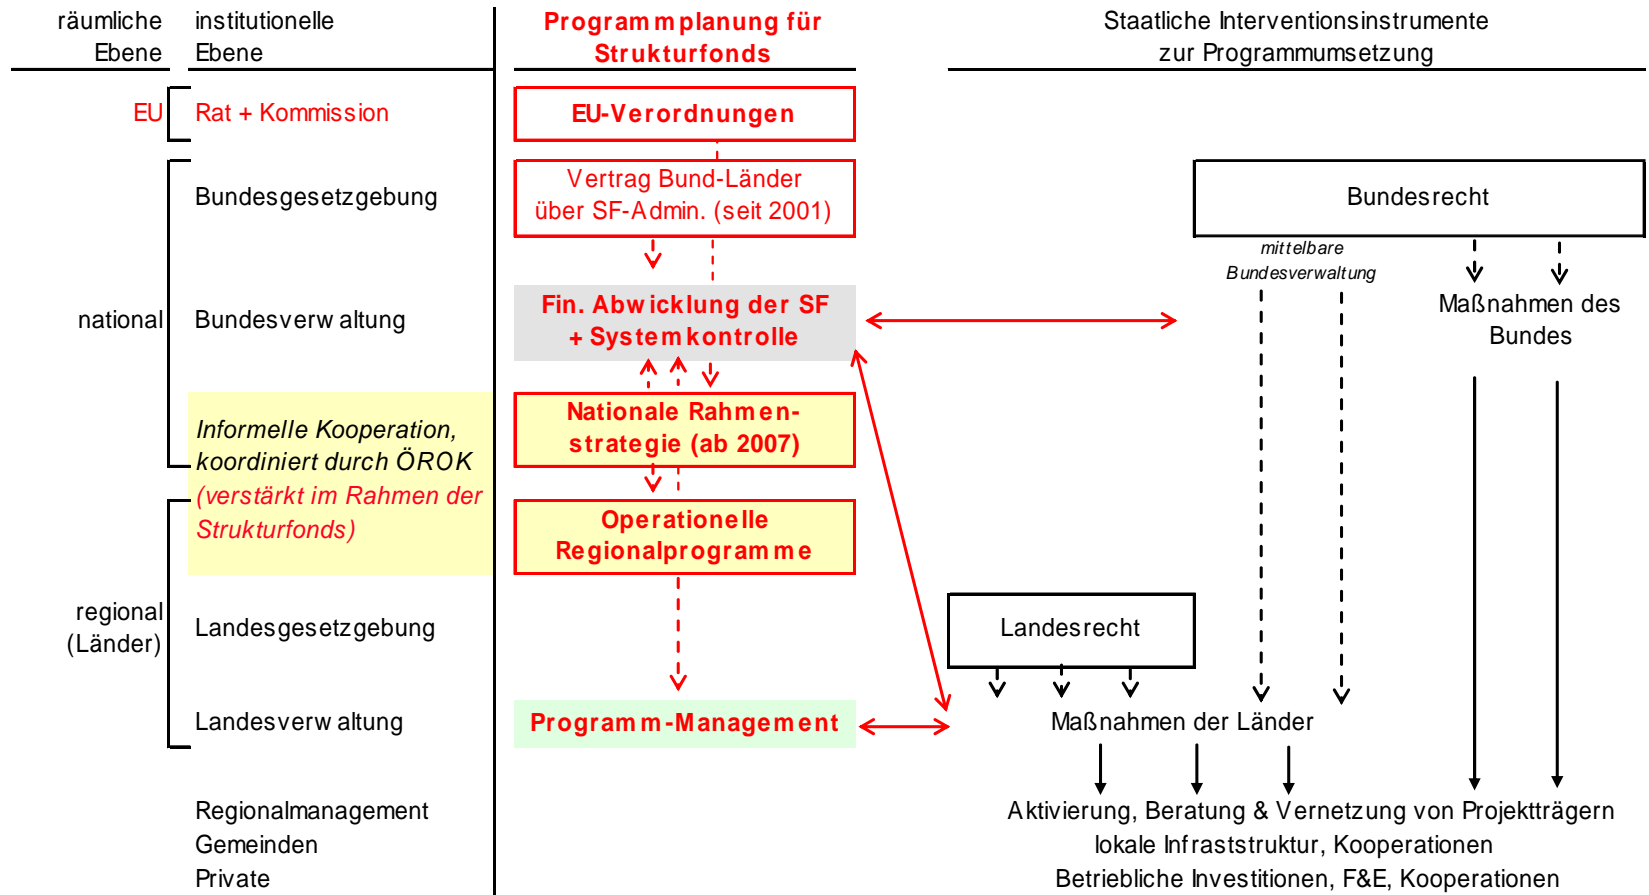 räumliche
Ebene
institutionelle
Ebene
Programmplanung für
Strukturfonds
Staatliche Interventionsinstrumente
zur Programmumsetzung
EU
Rat + Kommission
EU-Verordnungen
Bundesgesetzgebung
Vertrag Bund-Länder
über SF-Admin. (seit 2001)
Bundesrecht
mittelbare
Bundesverwaltung
national
Bundesverwaltung
Fin. Abwicklung der SF
+ Systemkontrolle
Maßnahmen des
Bundes
Informelle Kooperation,
koordiniert durch ÖROK
(verstärkt im Rahmen der
Strukturfonds)
Nationale Rahmen-
strategie (ab 2007)
Operationelle
Regionalprogramme
regional
(Länder)
Landesgesetzgebung
Landesrecht
Landesverwaltung
Programm-Management
Maßnahmen der Länder
Regionalmanagement
Gemeinden
Private
Aktivierung, Beratung & Vernetzung von Projektträgern
lokale Infraststruktur, Kooperationen
Betriebliche Investitionen, F&E, Kooperationen